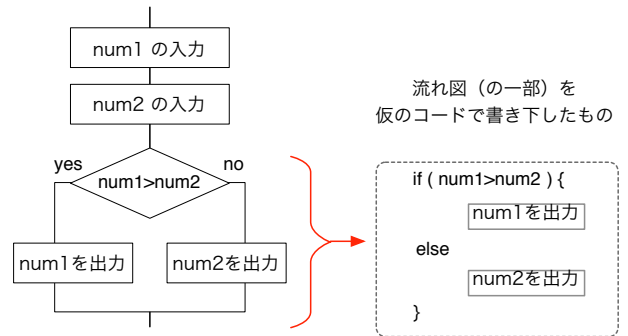 num1 の入力
num2 の入力
yes
no
num1>num2
num1を出力
num2を出力
流れ図（の一部）を
仮のコードで書き下したもの
if ( num1>num2 ) {
num1を出力
else
num2を出力
}